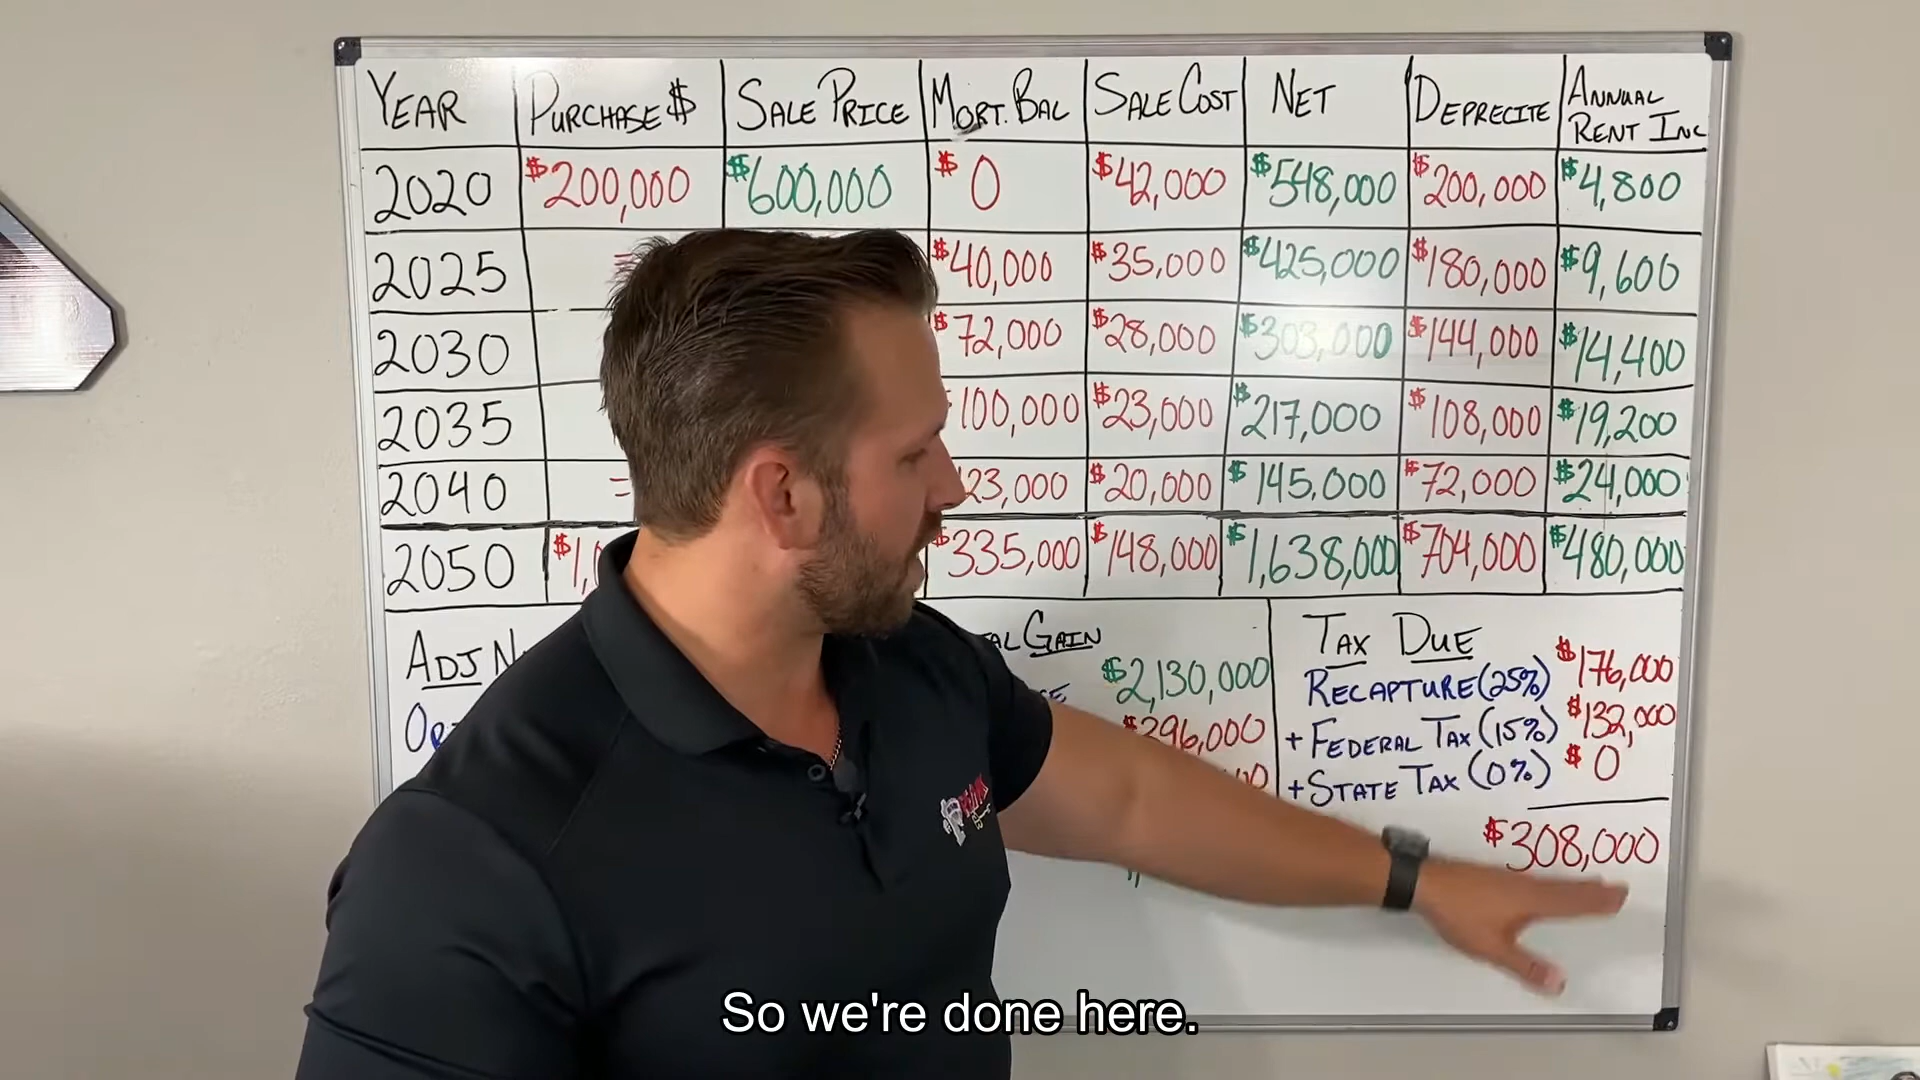 YEAR PURCHASE $ SALE PRICE MORT. BAL SALE COST NET DEPRECITE ANNUAL RENT INC
2020 $200,000 $600,000 $0 $42,000 $548,000 $200,000 $4,800
2025 $40,000 $35,000 $425,000 $180,000 $9,600
2030 $72,000 $28,000 $303,000 $144,000 $14,400
2035 100,000 $23,000 $217,000 $108,000 $19,200
2040 23,000 $20,000 $145,000 $72,000 $24,000
2050 $335,000 $148,000 $1,638,000 $704,000 $480,000
ADJ
GAIN
$2,130,000
$396,000
TAX DUE
RECAPTURE (25%) $176,000
+ FEDERAL TAX (15%) $132,000
+ STATE TAX (0%) $0
$308,000
So we're done here.